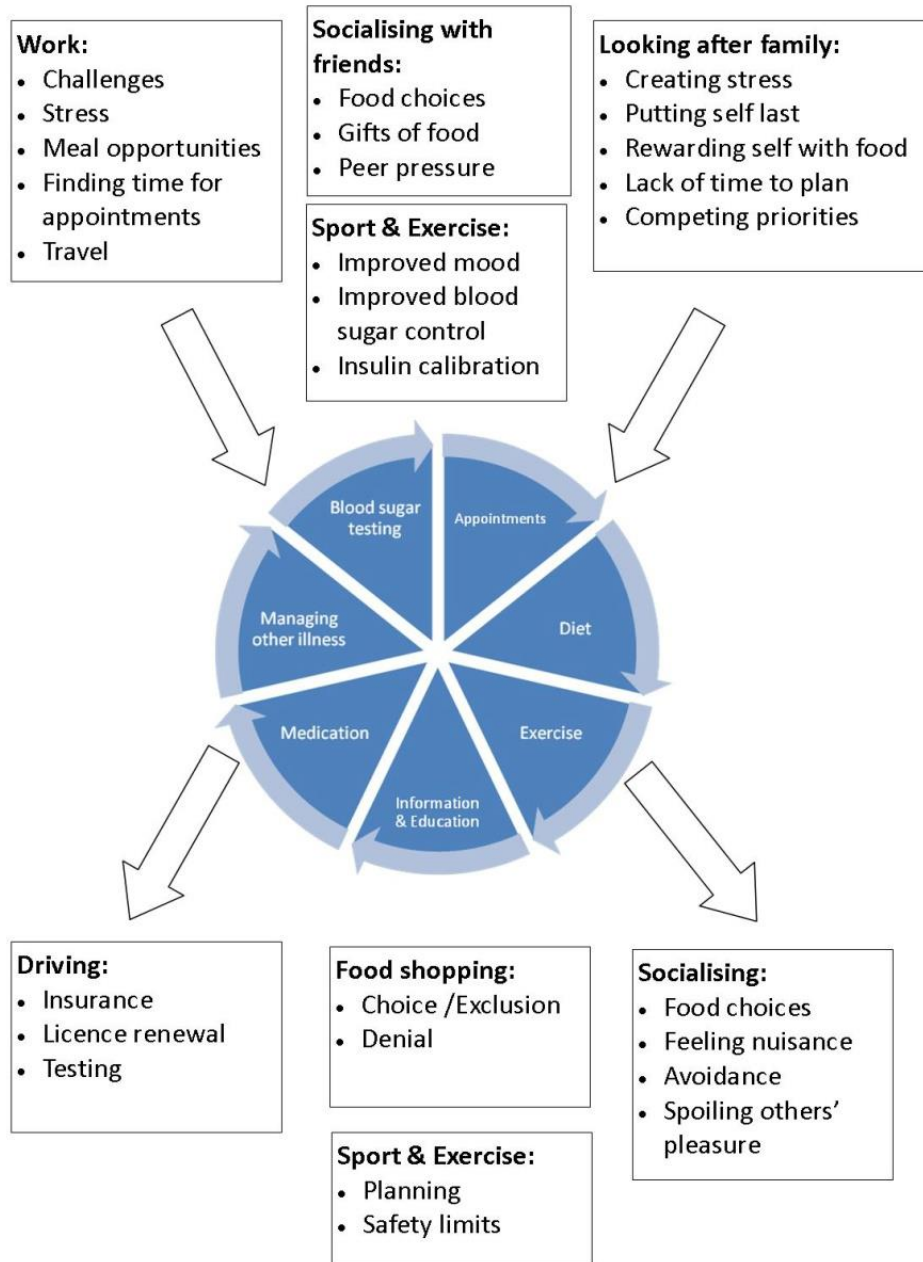 Work:
• Challenges
• Stress
• Meal opportunities
• Finding time for
appointments
• Travel
Socialising with
friends:
• Food choices
• Gifts of food
• Peer pressure
Looking after family:
• Creating stress
• Putting self last
• Rewarding self with food
• Lack of time to plan
• Competing priorities
Sport & Exercise:
• Improved mood
• Improved blood
sugar control
• Insulin calibration
Blood sugar
testing
Appointments
Diet
Exercise
Information
& Education
Medication
Managing
other illness
Driving:
• Insurance
• Licence renewal
• Testing
Food shopping:
• Choice /Exclusion
• Denial
Socialising:
• Food choices
• Feeling nuisance
• Avoidance
• Spoiling others’
pleasure
Sport & Exercise:
• Planning
• Safety limits